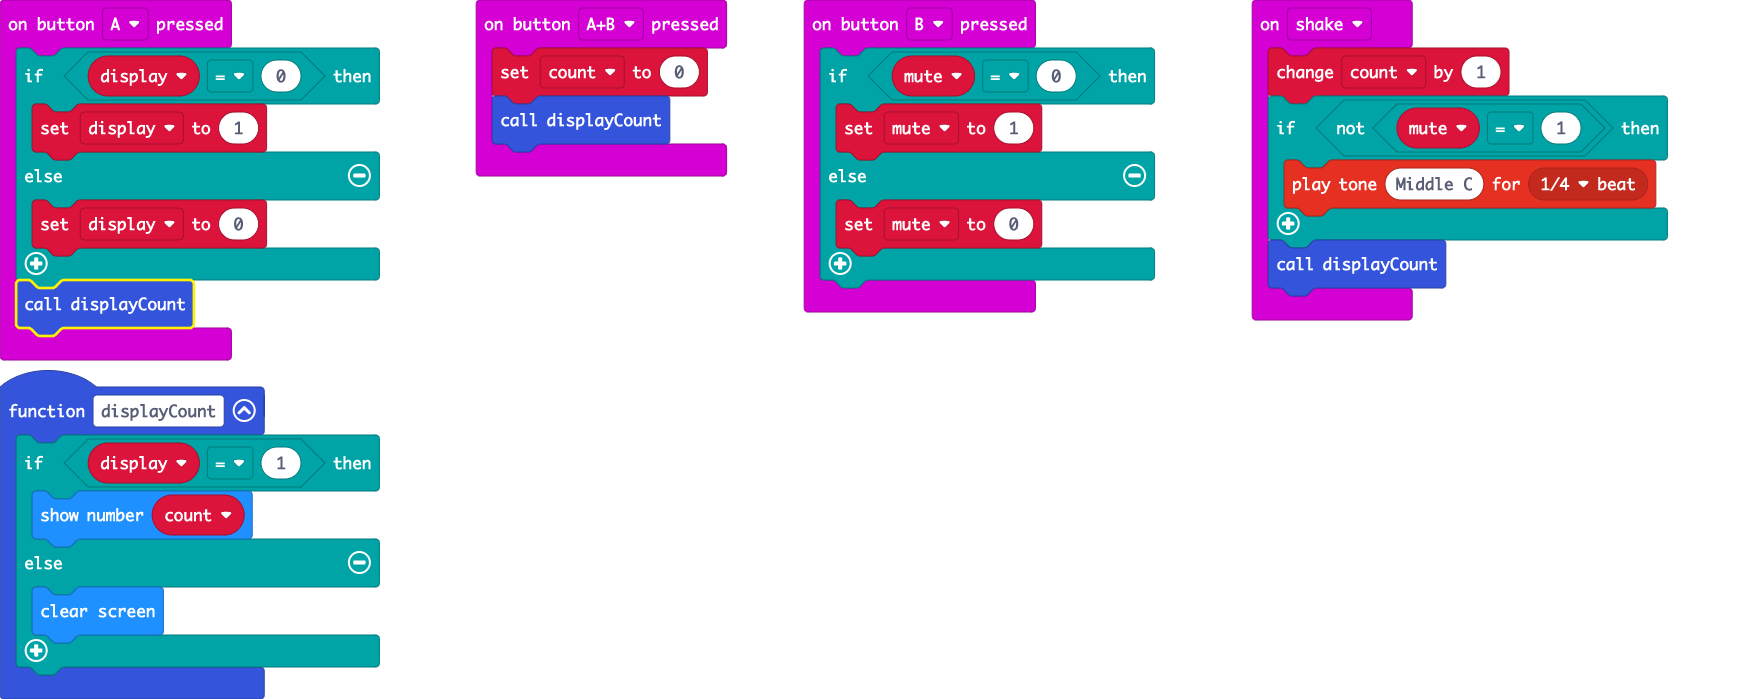 on button A pressed
if display = 0 then
set display to 1
else
set display to 0
call displayCount
on button A+B pressed
set count to 0
call displayCount
on button B pressed
if mute = 0 then
set mute to 1
else
set mute to 0
on shake
change count by 1
if not mute = 1 then
play tone Middle C for 1/4 beat
call displayCount
function displayCount
if display = 1 then
show number count
else
clear screen